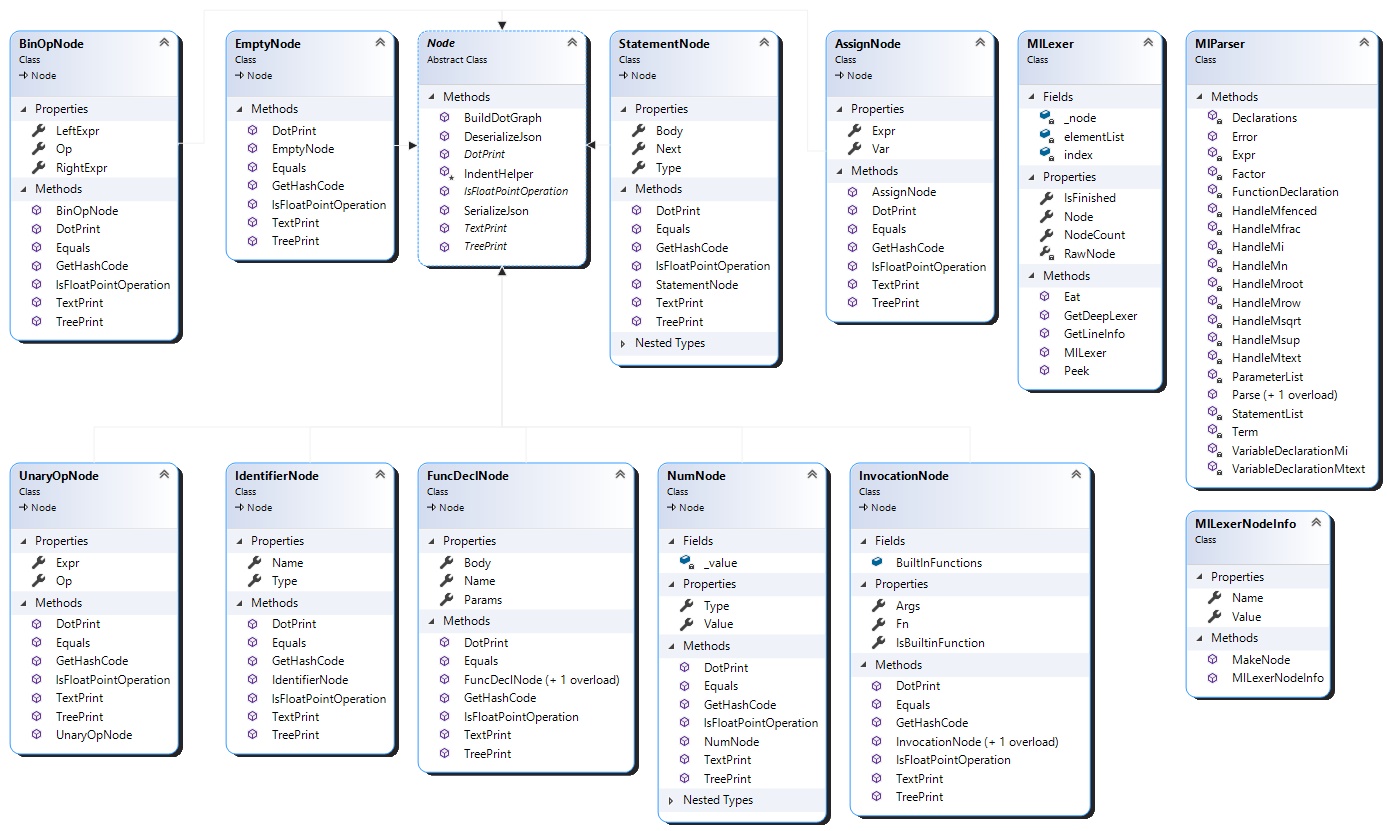 BinOpNode
Class
Node
Properties
LeftExpr
Op
RightExpr
Methods
BinOpNode
DotPrint
Equals
GetHashCode
IsFloatPointOperation
TextPrint
TreePrint
EmptyNode
Class
Node
Methods
DotPrint
EmptyNode
Equals
GetHashCode
IsFloatPointOperation
TextPrint
TreePrint
Node
Abstract Class
Methods
BuildDotGraph
DeserializeJson
DotPrint
IndentHelper
IsFloatPointOperation
SerializeJson
TextPrint
TreePrint
StatementNode
Class
Node
Properties
Body
Next
Type
Methods
DotPrint
Equals
GetHashCode
IsFloatPointOperation
StatementNode
TextPrint
TreePrint
Nested Types
AssignNode
Class
Node
Properties
Expr
Var
Methods
AssignNode
DotPrint
Equals
GetHashCode
IsFloatPointOperation
TextPrint
TreePrint
MlLexer
Class
Fields
_node
elementList
index
Properties
IsFinished
Node
NodeCount
RawNode
Methods
Eat
GetDeepLexer
GetLineInfo
MlLexer
Peek
MlParser
Class
Methods
Declarations
Error
Expr
Factor
FunctionDeclaration
HandleMfenced
HandleMfrac
HandleMi
HandleMn
HandleMroot
HandleMrow
HandleMsqrt
HandleMsup
HandleMtext
ParameterList
Parse (+ 1 overload)
StatementList
Term
VariableDeclarationMi
VariableDeclarationMtext
UnaryOpNode
Class
Node
Properties
Expr
Op
Methods
DotPrint
Equals
GetHashCode
IsFloatPointOperation
TextPrint
TreePrint
UnaryOpNode
IdentifierNode
Class
Node
Properties
Name
Type
Methods
DotPrint
Equals
GetHashCode
IdentifierNode
IsFloatPointOperation
TextPrint
TreePrint
FuncDeclNode
Class
Node
Properties
Body
Name
Params
Methods
DotPrint
Equals
FuncDeclNode (+ 1 overload)
GetHashCode
IsFloatPointOperation
TextPrint
TreePrint
NumNode
Class
Node
Fields
_value
Properties
Type
Value
Methods
DotPrint
Equals
GetHashCode
IsFloatPointOperation
NumNode
TextPrint
TreePrint
Nested Types
InvocationNode
Class
Node
Fields
BuiltInFunctions
Properties
Args
Fn
IsBuiltinFunction
Methods
DotPrint
Equals
GetHashCode
InvocationNode (+ 1 overload)
IsFloatPointOperation
TextPrint
TreePrint
MlLexerNodeInfo
Class
Properties
Name
Value
Methods
MakeNode
MlLexerNodeInfo